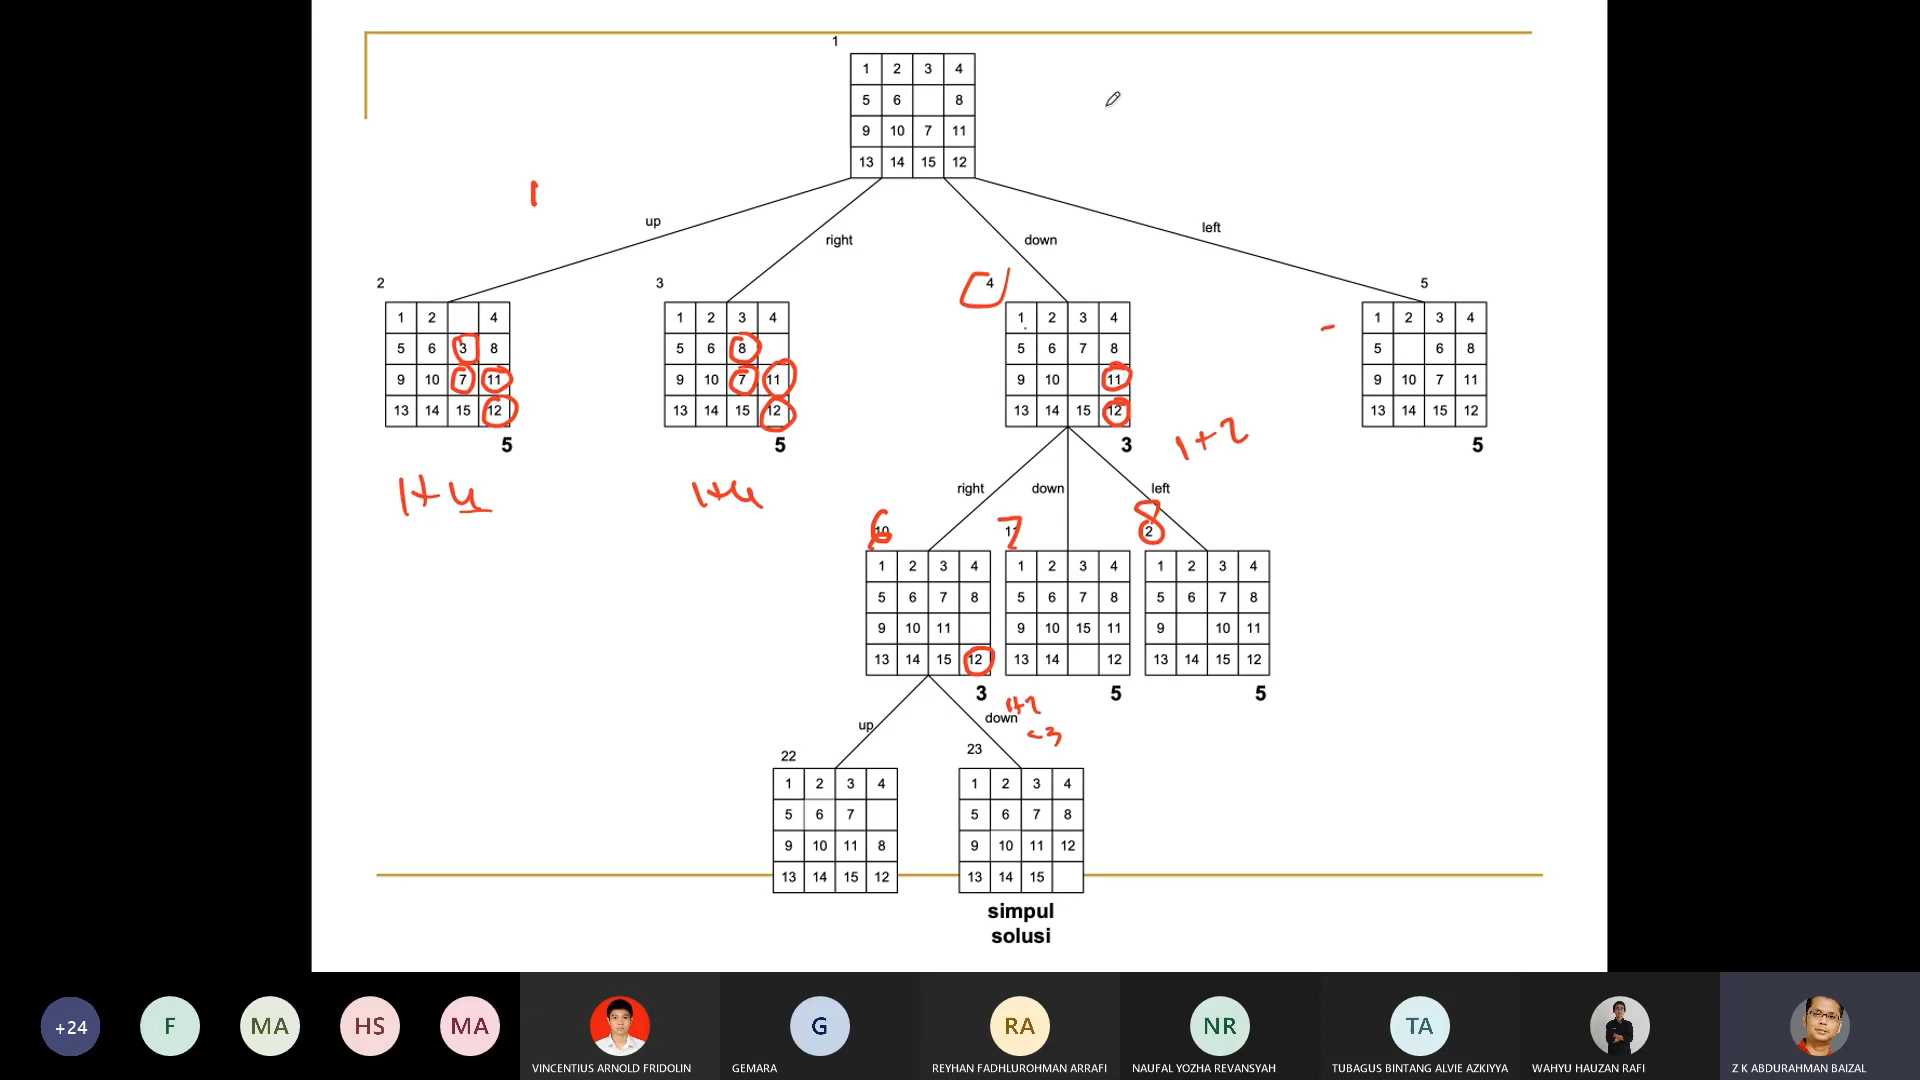 1
1 2 3 4
5 6 8
9 10 7 11
13 14 15 12
1
up
right
down
left
2
1 2 4
5 6 3 8
9 10 7 11
13 14 15 12
5
1+4
3
1 2 3 4
5 6 8
9 10 7 11
13 14 15 12
5
1+4
4
1 2 3 4
5 6 7 8
9 10 11
13 14 15 12
3
1+2
5
1 2 3 4
5 6 8
9 10 7 11
13 14 15 12
5
right
down
left
6
1 2 3 4
5 6 7 8
9 10 11
13 14 15 12
3
1+2
7
1 2 3 4
5 6 7 8
9 10 15 11
13 14 12
5
8
2
1 2 3 4
5 6 7 8
9 10 11
13 14 15 12
5
up
down
22
1 2 3 4
5 6 7
9 10 11 8
13 14 15 12
23
1 2 3 4
5 6 7 8
9 10 11 12
13 14 15
simpul
solusi
+24
F
MA
HS
MA
VINCENTIUS ARNOLD FRIDOLIN
G
GEMARA
RA
REYHAN FADHLUROHMAN ARRAFI
NR
NAUFAL YOZHA REVANSYAH
TA
TUBAGUS BINTANG ALVIE AZKIYYA
WAHYU HAUZAN RAFI
Z K ABDURAHMAN BAIZAL